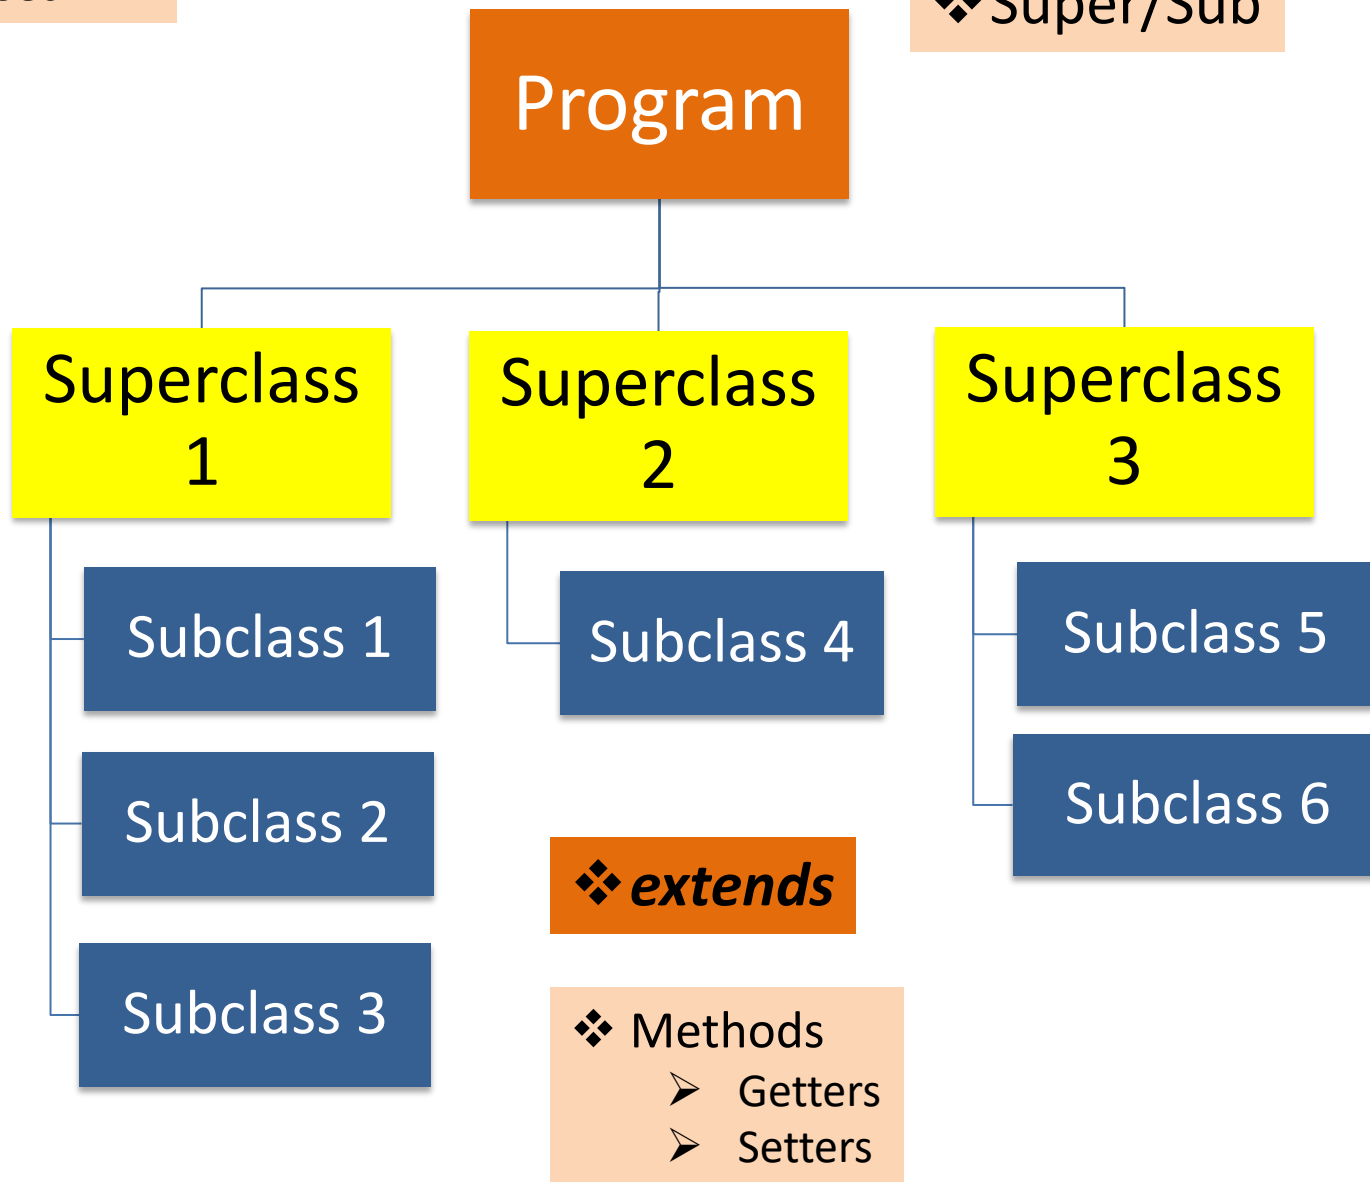 ❖Super/Sub
Program
Superclass
1
Superclass
2
Superclass
3
Subclass 1
Subclass 4
Subclass 5
Subclass 2
Subclass 6
❖extends
Subclass 3
❖ Methods
➢ Getters
➢ Setters